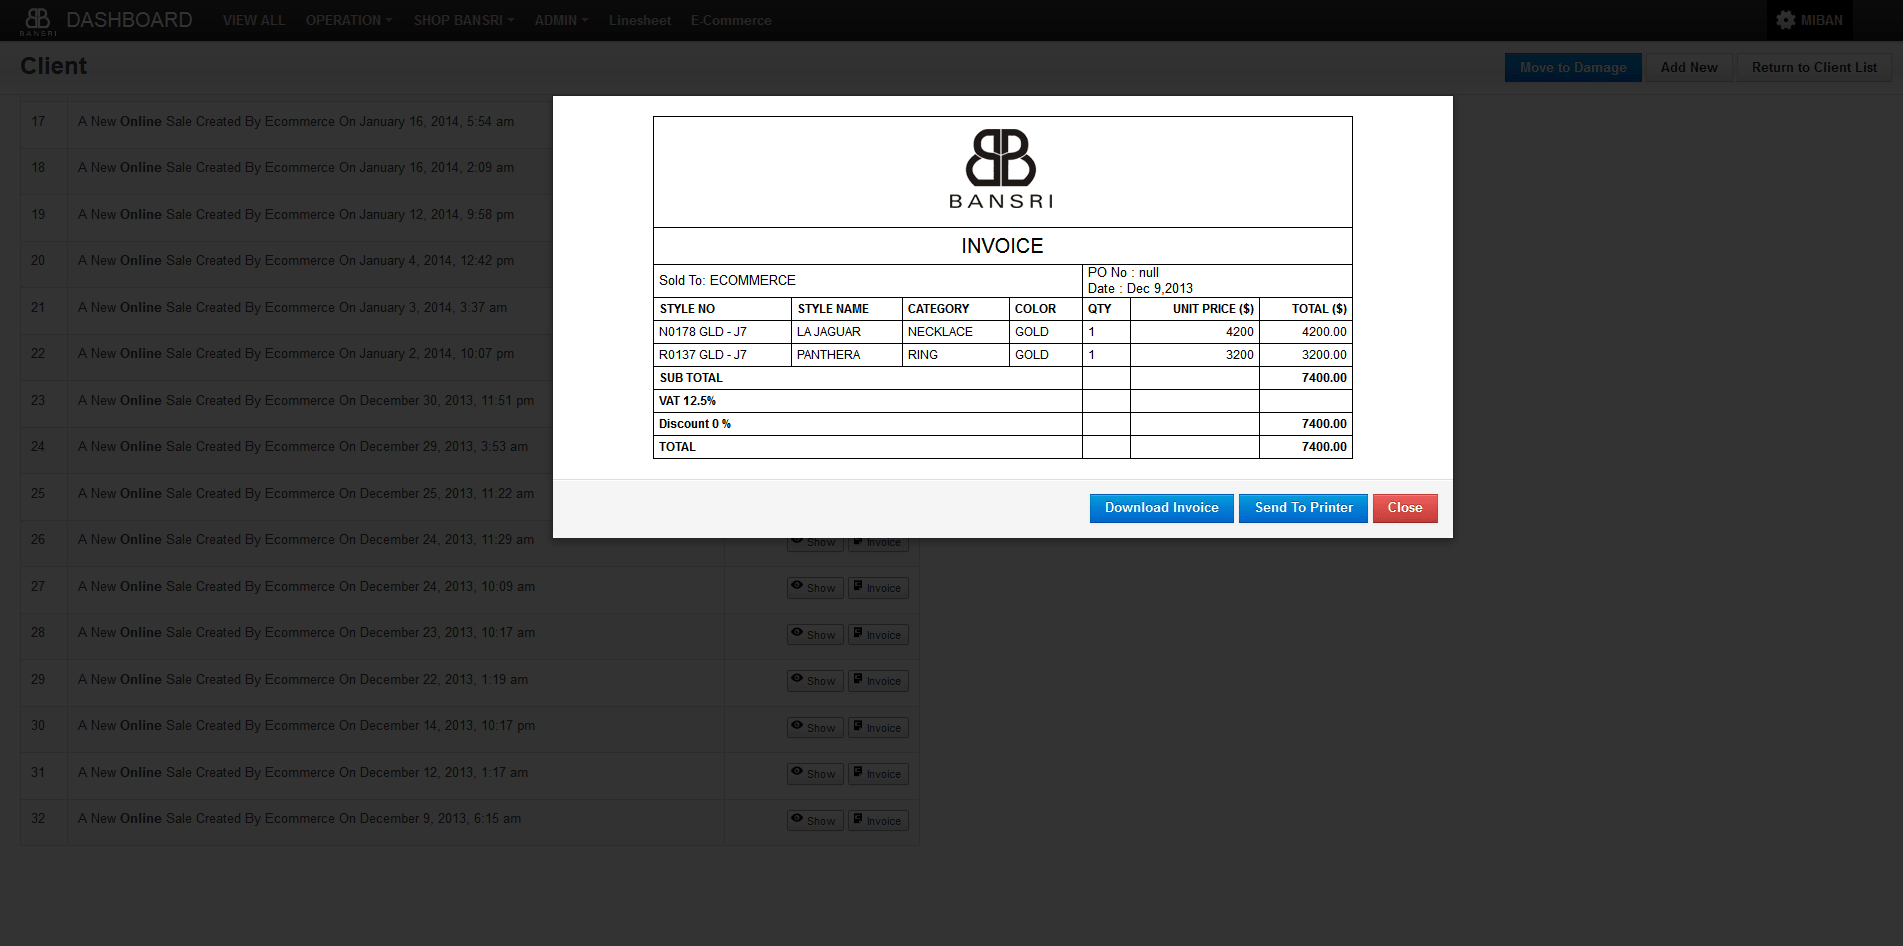 BANSRI
DASHBOARD VIEW ALL OPERATION SHOP BANSRI ADMIN Linesheet E-Commerce MIBAN
Client Move to Damage Add New Return to Client List
17 A New Online Sale Created By Ecommerce On January 16, 2014, 5:54 am
18 A New Online Sale Created By Ecommerce On January 16, 2014, 2:09 am
19 A New Online Sale Created By Ecommerce On January 12, 2014, 9:58 pm
20 A New Online Sale Created By Ecommerce On January 4, 2014, 12:42 pm
21 A New Online Sale Created By Ecommerce On January 3, 2014, 3:37 am
22 A New Online Sale Created By Ecommerce On January 2, 2014, 10:07 pm
23 A New Online Sale Created By Ecommerce On December 30, 2013, 11:51 pm
24 A New Online Sale Created By Ecommerce On December 29, 2013, 3:53 am
25 A New Online Sale Created By Ecommerce On December 25, 2013, 11:22 am
26 A New Online Sale Created By Ecommerce On December 24, 2013, 11:29 am Show Invoice
27 A New Online Sale Created By Ecommerce On December 24, 2013, 10:09 am Show Invoice
28 A New Online Sale Created By Ecommerce On December 23, 2013, 10:17 am Show Invoice
29 A New Online Sale Created By Ecommerce On December 22, 2013, 1:19 am Show Invoice
30 A New Online Sale Created By Ecommerce On December 14, 2013, 10:17 pm Show Invoice
31 A New Online Sale Created By Ecommerce On December 12, 2013, 1:17 am Show Invoice
32 A New Online Sale Created By Ecommerce On December 9, 2013, 6:15 am Show Invoice
BANSRI
INVOICE
Sold To: ECOMMERCE
PO No : null
Date : Dec 9,2013
STYLE NO STYLE NAME CATEGORY COLOR QTY UNIT PRICE ($) TOTAL ($)
N0178 GLD - J7 LA JAGUAR NECKLACE GOLD 1 4200 4200.00
R0137 GLD - J7 PANTHERA RING GOLD 1 3200 3200.00
SUB TOTAL 7400.00
VAT 12.5%
Discount 0 % 7400.00
TOTAL 7400.00
Download Invoice Send To Printer Close